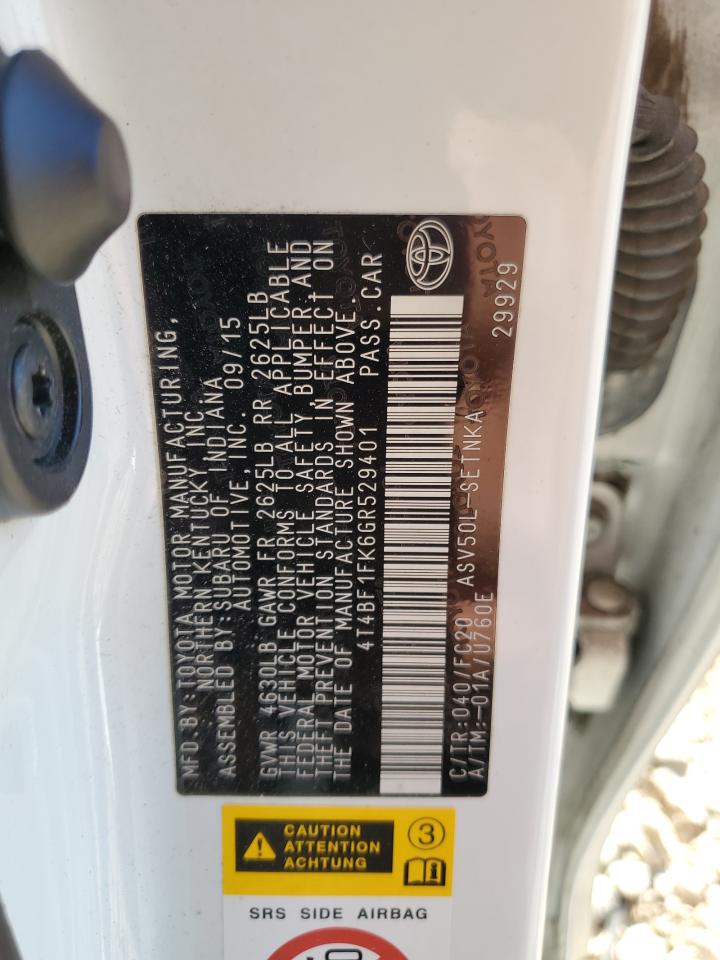 MFD BY:TOYOTA MOTOR MANUFACTURING,
NORTHERN KENTUCKY INC.
ASSEMBLED BY:SUBARU OF INDIANA
AUTOMOTIVE,INC. 09/15
GVWR 4630LB GAWR FR 2625LB RR 2625LB
THIS VEHICLE CONFORMS TO ALL APPLICABLE
FEDERAL MOTOR VEHICLE SAFETY, BUMPER, AND
THEFT PREVENTION STANDARDS IN EFFECT ON
THE DATE OF MANUFACTURE SHOWN ABOVE.
4T4BF1FK6GR529401 PASS.CAR
C/TR:040/FC20 ASV50L-SETNKA
A/TM:-01A/U760E 29929
CAUTION
ATTENTION
ACHTUNG
3
SRS SIDE AIRBAG